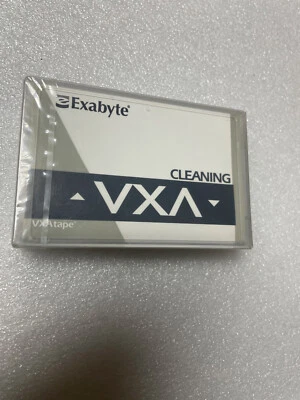 Exabyte®
CLEANING
VXA
VXAtape